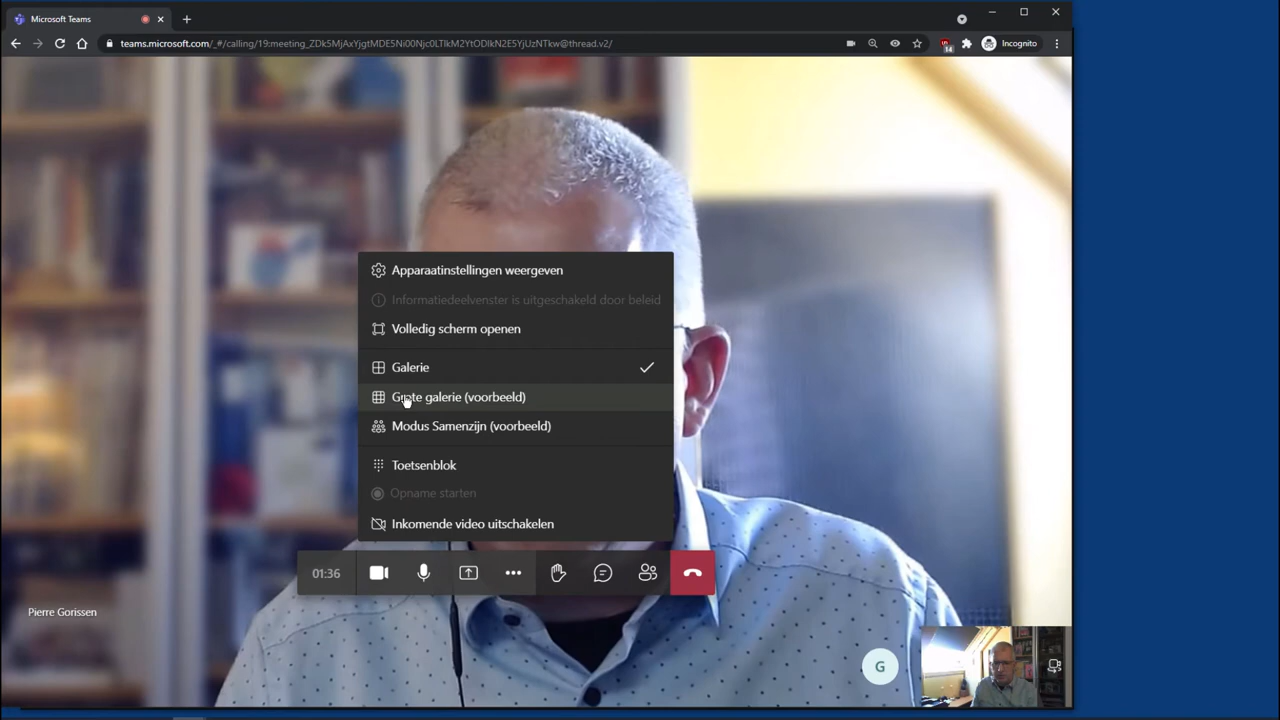 Microsoft Teams
teams.microsoft.com/_#/calling/19:meeting_ZDk5MjAxYjgtMDE5Ni00Njc0LTlkM2YtODlkN2E5YjUzNTkw@thread.v2/
14
Incognito
Apparaatinstellingen weergeven
Informatiedeelvenster is uitgeschakeld door beleid
Volledig scherm openen
Galerie
Grote galerie (voorbeeld)
Modus Samenzijn (voorbeeld)
Toetsenblok
Opname starten
Inkomende video uitschakelen
01:36
Pierre Gorissen
G